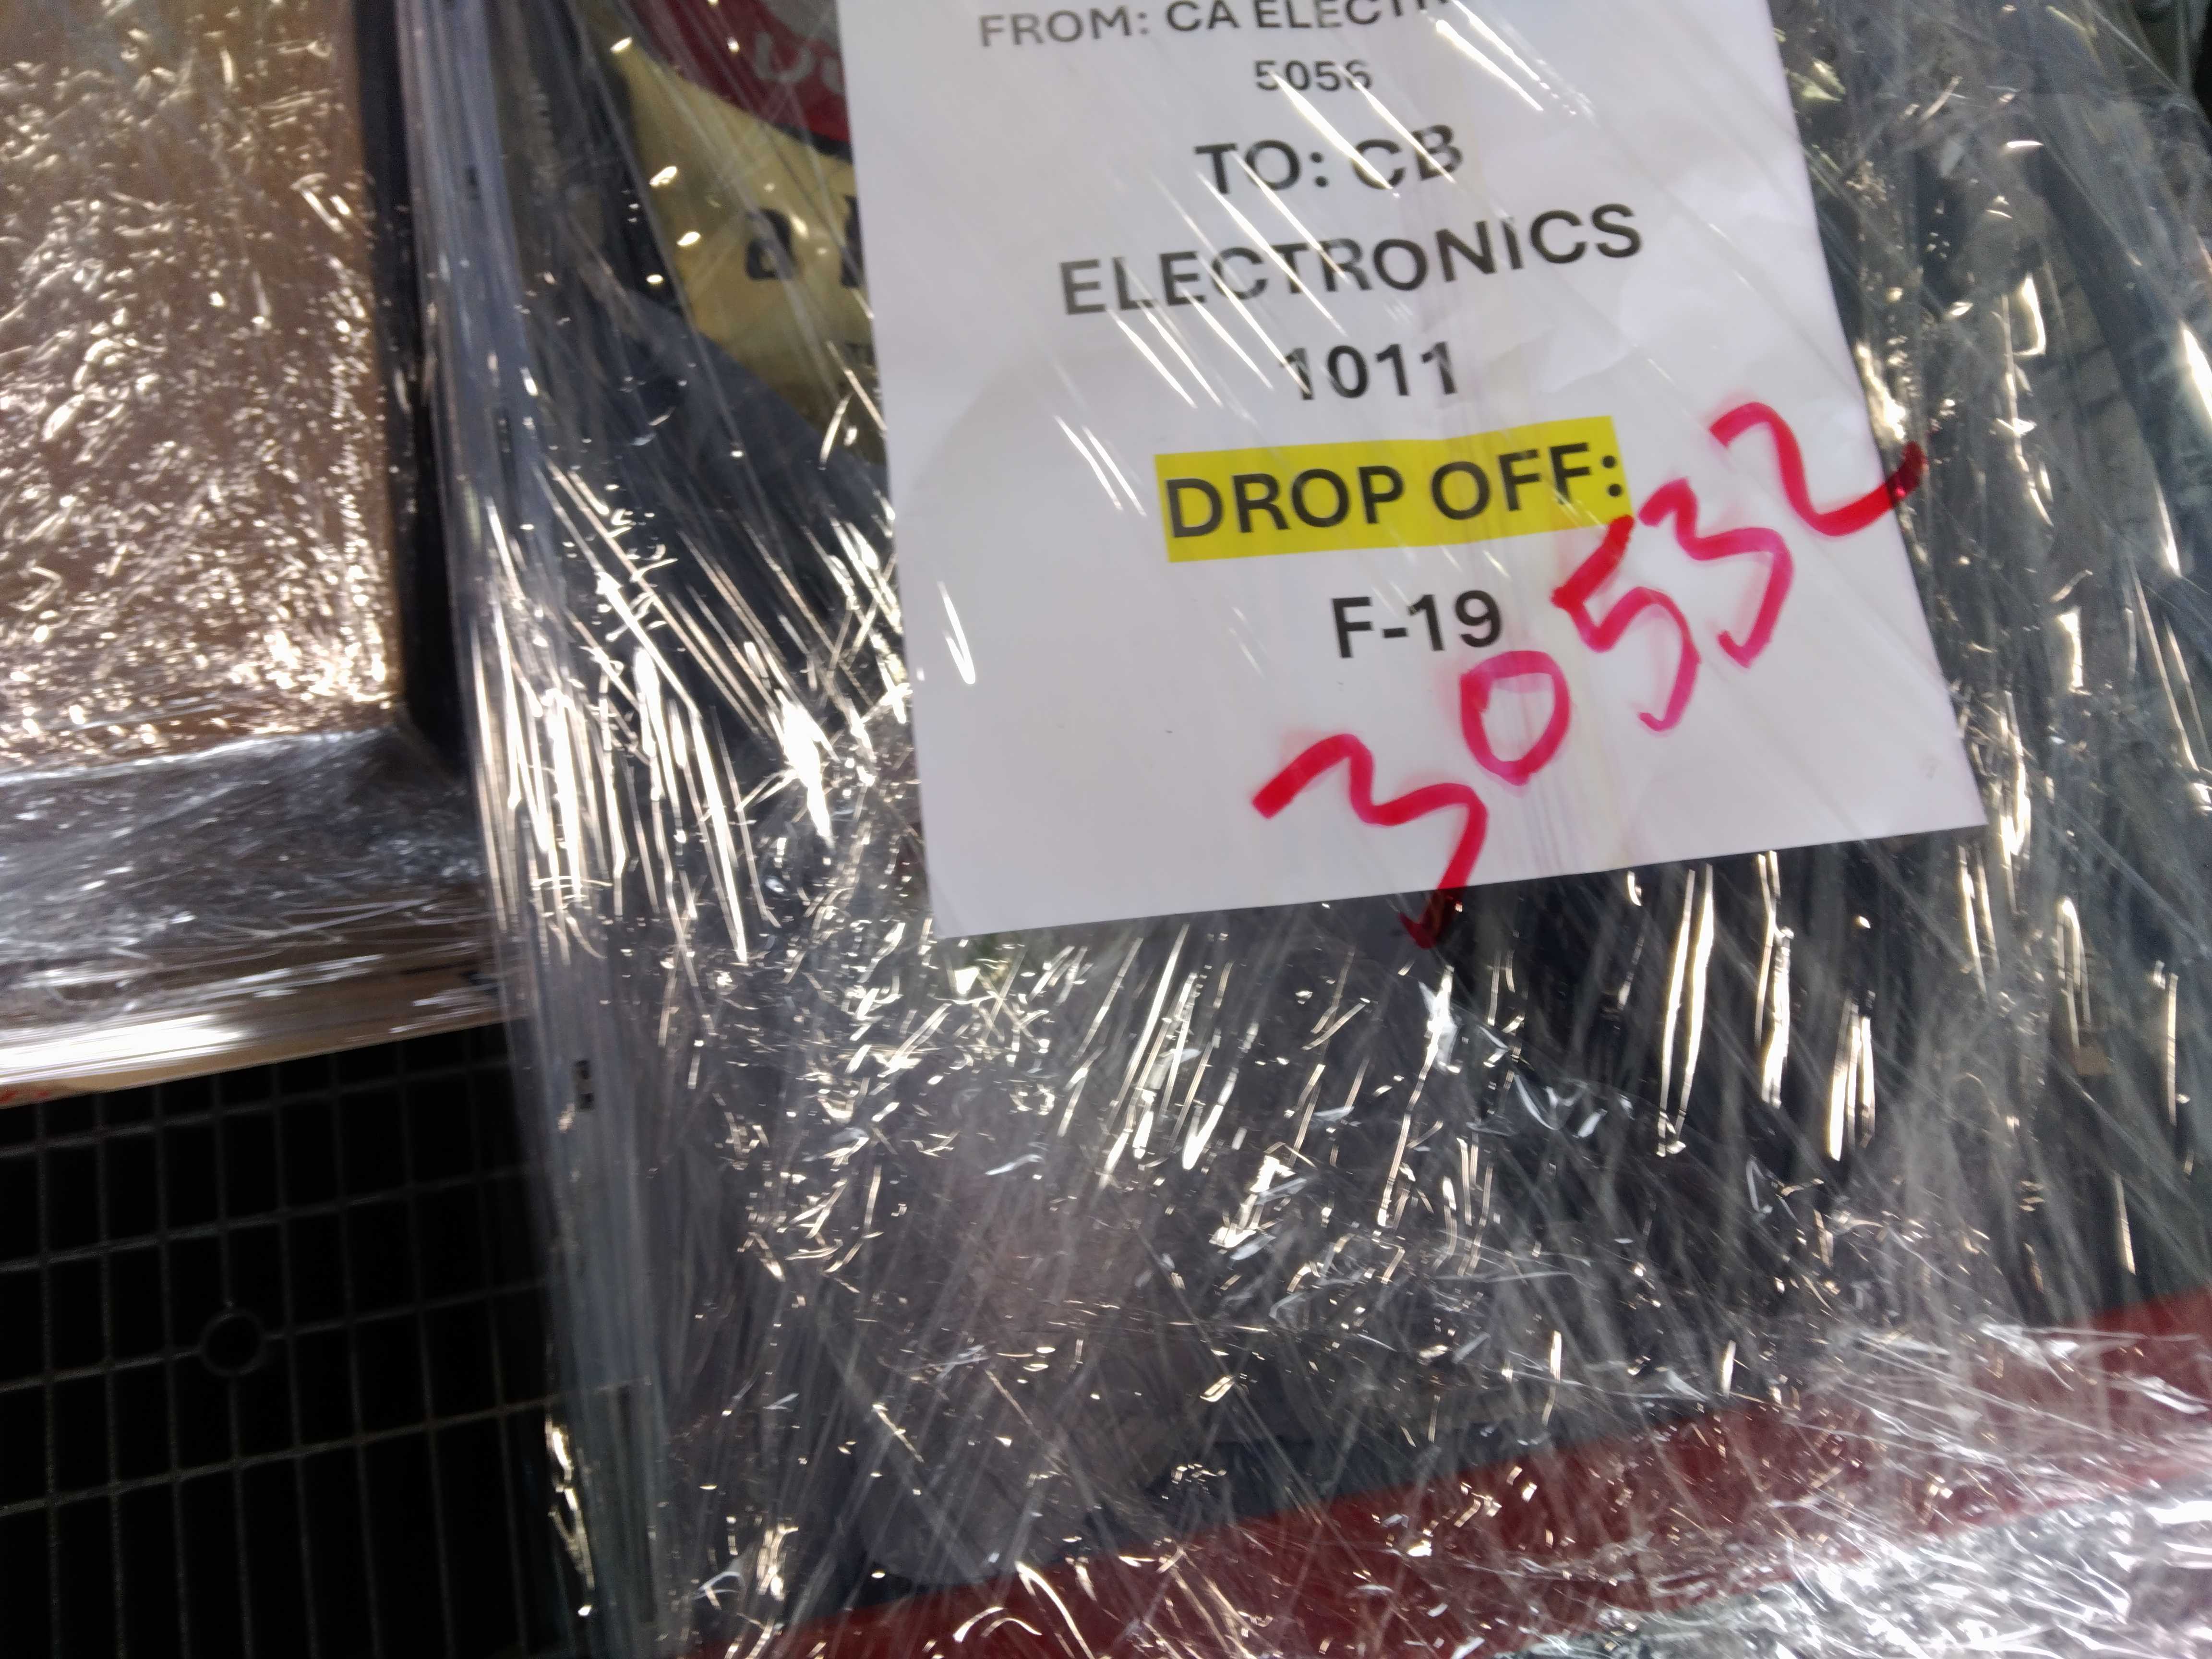 FROM: CA
5056
TO: CB
ELECTRONICS
1011
DROP OFF:
F-19
30532